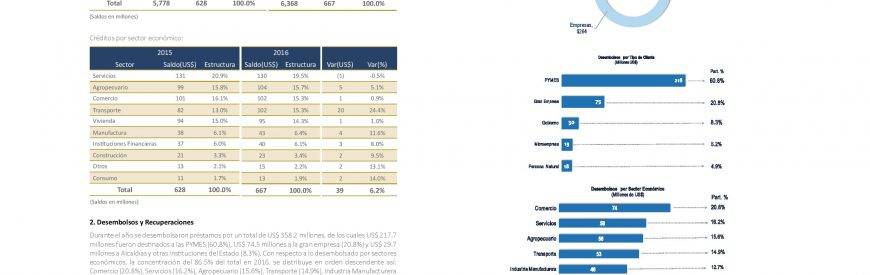 Total 5,778 628 100.0% 6,368 667 100.0%
(Saldos en millones)
Créditos por sector económico:
2015 2016
Sector Saldo(US$) Estructura Saldo(US$) Estructura Var(US$) Var(%)
Servicios 131 20.9% 130 19.5% (1) -0.5%
Agropecuario 99 15.8% 104 15.7% 5 5.1%
Comercio 101 16.1% 102 15.3% 1 0.9%
Transporte 82 13.0% 102 15.3% 20 24.4%
Vivienda 94 15.0% 95 14.3% 1 1.0%
Manufactura 38 6.1% 43 6.4% 4 11.6%
Instituciones Financieras 37 6.0% 40 6.1% 3 8.0%
Construcción 21 3.3% 23 3.4% 2 9.5%
Otros 13 2.1% 15 2.2% 2 13.1%
Consumo 11 1.7% 13 1.9% 2 14.0%
Total 628 100.0% 667 100.0% 39 6.2%
(Saldos en millones)
2. Desembolsos y Recuperaciones
Durante el año se desembolsaron préstamos por un total de US$ 358.2 millones, de los cuales US$ 217.7
millones fueron destinados a las PYMES (60.8%), US$ 74.5 millones a la gran empresa (20.8%) y US$ 29.7
millones a Alcaldías y otras Instituciones del Estado (8.3%). Con respecto a lo desembolsado por sectores
económicos, la concentración del 86.5% del total en 2016, se distribuye en orden descendente así:
Comercio (20.8%), Servicios (16.2%), Agropecuario (15.6%), Transporte (14.9%), Industria Manufacturera
Empresas,
$264
Desembolsos por Tipo de Cliente
(Millones US$)
Part. %
PYMES 218 60.8%
Gran Empresa 75 20.8%
Gobierno 30 8.3%
Microempresa 19 5.2%
Persona Natural 18 4.9%
Desembolsos por Sector Económico
(Millones de US$)
Part. %
Comercio 74 20.8%
Servicios 58 16.2%
Agropecuario 56 15.6%
Transporte 53 14.9%
Industria Manufacturera 46 12.7%